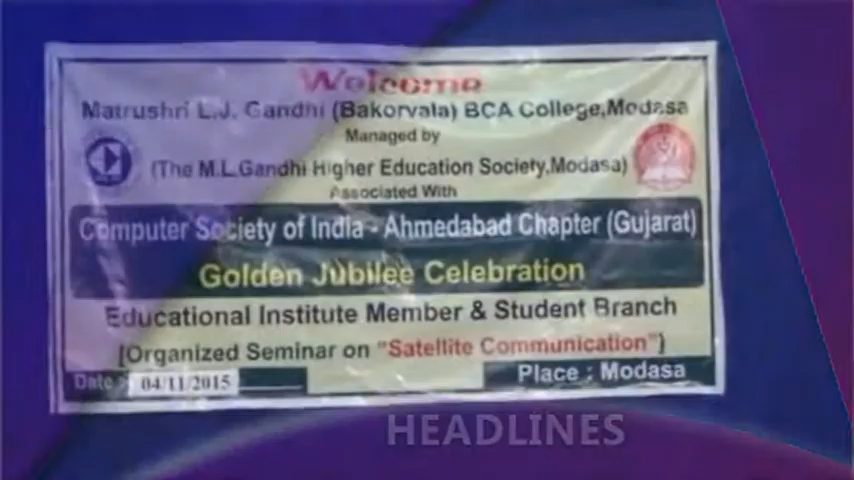 Welcome
Matrushri L.J. Gandhi (Bakorvala) BCA College,Modasa
Managed by
(The M.L.Gandhi Higher Education Society,Modasa)
Associated With
Computer Society of India - Ahmedabad Chapter (Gujarat)
Golden Jubilee Celebration
Educational Institute Member & Student Branch
[Organized Seminar on "Satellite Communication"]
Date : 04/11/2015
Place : Modasa
HEADLINES